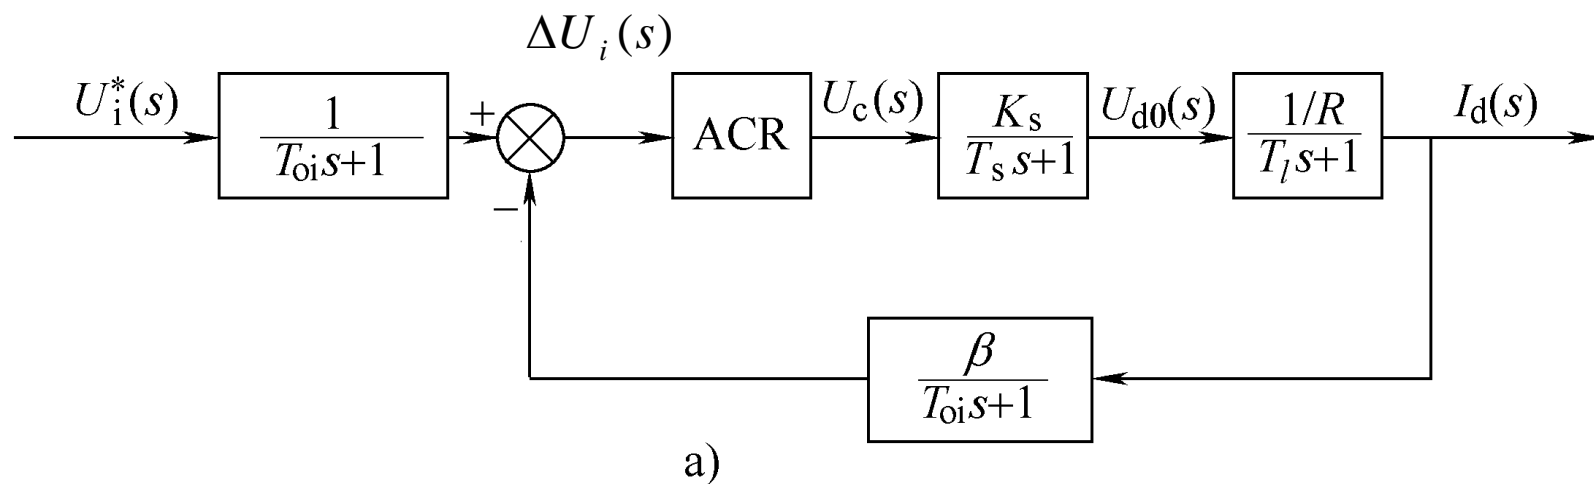 ΔU_i(s)
U_i^*(s)
1/(T_oi s+1)
+
−
ACR
U_c(s)
K_s/(T_s s+1)
U_d0(s)
1/R/(T_l s+1)
I_d(s)
β/(T_oi s+1)
a)